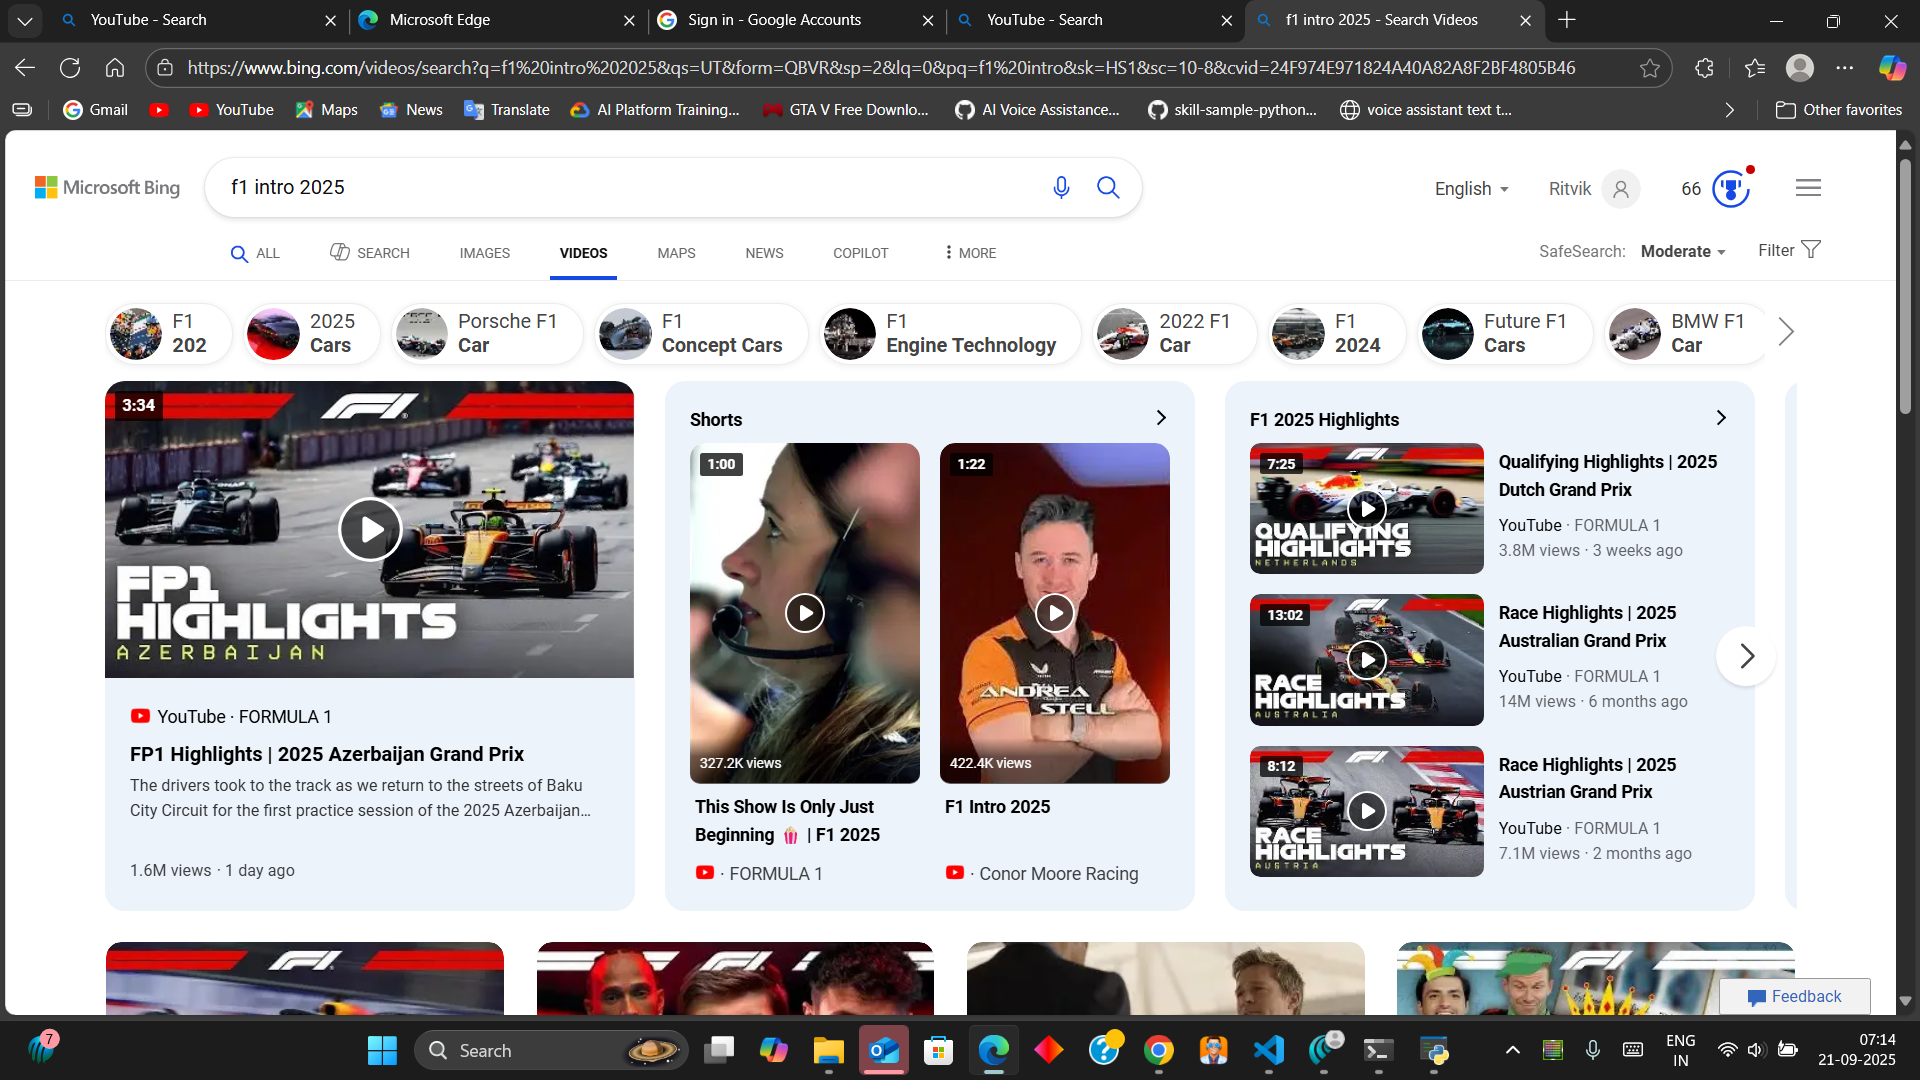 YouTube - Search
Microsoft Edge
Sign in - Google Accounts
YouTube - Search
f1 intro 2025 - Search Videos
https://www.bing.com/videos/search?q=f1%20intro%202025&qs=UT&form=QBVR&sp=2&lq=0&pq=f1%20intro&sk=HS1&sc=10-8&cvid=24F974E971824A40A82A8F2BF4805B46
Gmail
YouTube
Maps
News
Translate
AI Platform Training...
GTA V Free Downlo...
AI Voice Assistance...
skill-sample-python...
voice assistant text t...
Other favorites
Microsoft Bing
f1 intro 2025
English
Ritvik
66
ALL
SEARCH
IMAGES
VIDEOS
MAPS
NEWS
COPILOT
MORE
SafeSearch: Moderate
Filter
F1
202
2025
Cars
Porsche F1
Car
F1
Concept Cars
F1
Engine Technology
2022 F1
Car
F1
2024
Future F1
Cars
BMW F1
Car
3:34
FP1
HIGHLIGHTS
AZERBAIJAN
YouTube · FORMULA 1
FP1 Highlights | 2025 Azerbaijan Grand Prix
The drivers took to the track as we return to the streets of Baku
City Circuit for the first practice session of the 2025 Azerbaijan...
1.6M views · 1 day ago
Shorts
1:00
327.2K views
This Show Is Only Just
Beginning 🍿 | F1 2025
· FORMULA 1
1:22
ANDREA
STELL
422.4K views
F1 Intro 2025
· Conor Moore Racing
F1 2025 Highlights
7:25
QUALIFYING
HIGHLIGHTS
NETHERLANDS
Qualifying Highlights | 2025
Dutch Grand Prix
YouTube · FORMULA 1
3.8M views · 3 weeks ago
13:02
RACE
HIGHLIGHTS
AUSTRALIA
Race Highlights | 2025
Australian Grand Prix
YouTube · FORMULA 1
14M views · 6 months ago
8:12
RACE
HIGHLIGHTS
AUSTRIA
Race Highlights | 2025
Austrian Grand Prix
YouTube · FORMULA 1
7.1M views · 2 months ago
Feedback
7
Search
ENG
IN
07:14
21-09-2025